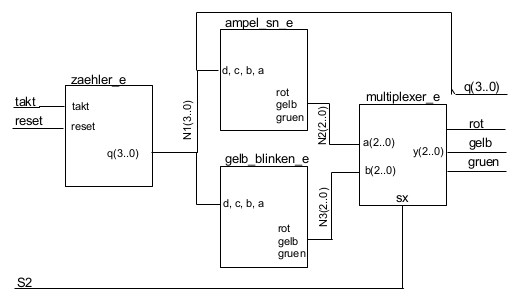 ampel_sn_e
zaehler_e
d, c, b, a
q(3..0)
takt
takt
rot
gelb
gruen
multiplexer_e
reset
reset
N1(3..0)
N2(2..0)
rot
q(3..0)
a(2..0)
y(2..0)
gelb
gelb_blinken_e
b(2..0)
gruen
d, c, b, a
N3(2..0)
sx
rot
gelb
gruen
S2